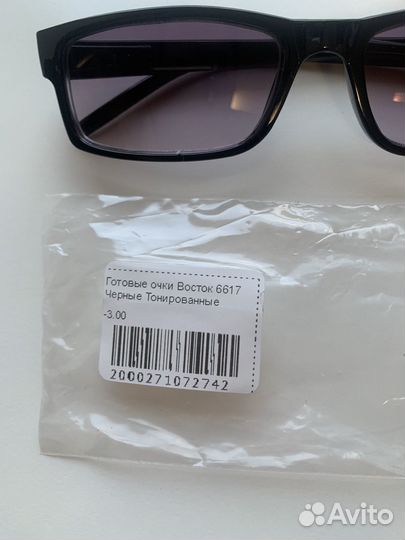 Готовые очки Восток 6617
Черные Тонированные
-3.00
2000271072742
Avito